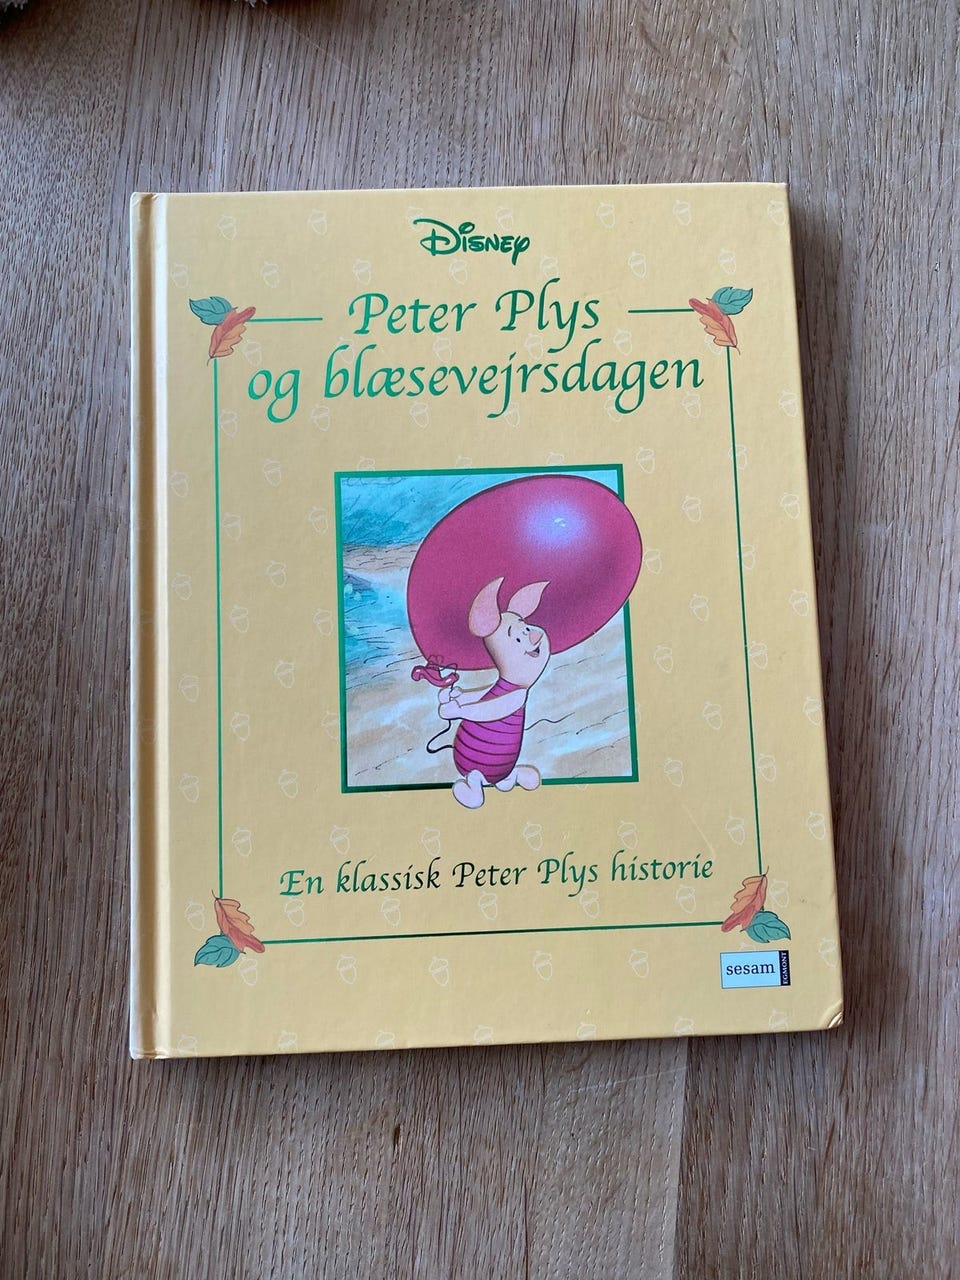 Disney
Peter Plys
og blæsevejrsdagen
En klassisk Peter Plys historie
sesam
EGMONT